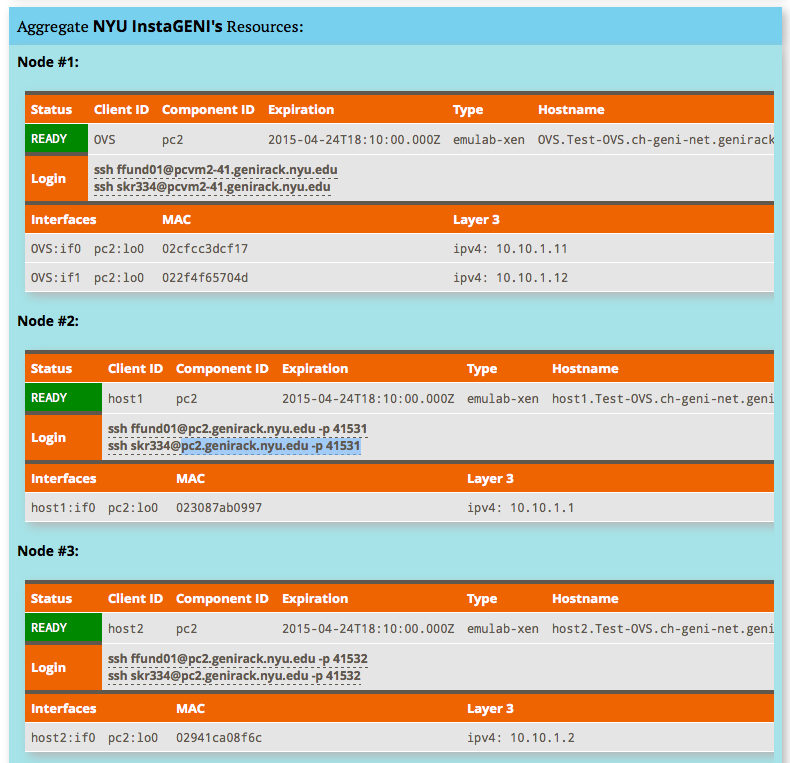 Aggregate NYU InstaGENI's Resources:
Node #1:
Status Client ID Component ID Expiration Type Hostname
READY OVS pc2 2015-04-24T18:10:00.000Z emulab-xen OVS.Test-OVS.ch-geni-net.genirack
Login
ssh ffund01@pcvm2-41.genirack.nyu.edu
ssh skr334@pcvm2-41.genirack.nyu.edu
Interfaces MAC Layer 3
OVS:if0 pc2:lo0 02cfcc3dcf17 ipv4: 10.10.1.11
OVS:if1 pc2:lo0 022f4f65704d ipv4: 10.10.1.12
Node #2:
Status Client ID Component ID Expiration Type Hostname
READY host1 pc2 2015-04-24T18:10:00.000Z emulab-xen host1.Test-OVS.ch-geni-net.geni
Login
ssh ffund01@pc2.genirack.nyu.edu -p 41531
ssh skr334@pc2.genirack.nyu.edu -p 41531
Interfaces MAC Layer 3
host1:if0 pc2:lo0 023087ab0997 ipv4: 10.10.1.1
Node #3:
Status Client ID Component ID Expiration Type Hostname
READY host2 pc2 2015-04-24T18:10:00.000Z emulab-xen host2.Test-OVS.ch-geni-net.geni
Login
ssh ffund01@pc2.genirack.nyu.edu -p 41532
ssh skr334@pc2.genirack.nyu.edu -p 41532
Interfaces MAC Layer 3
host2:if0 pc2:lo0 02941ca08f6c ipv4: 10.10.1.2